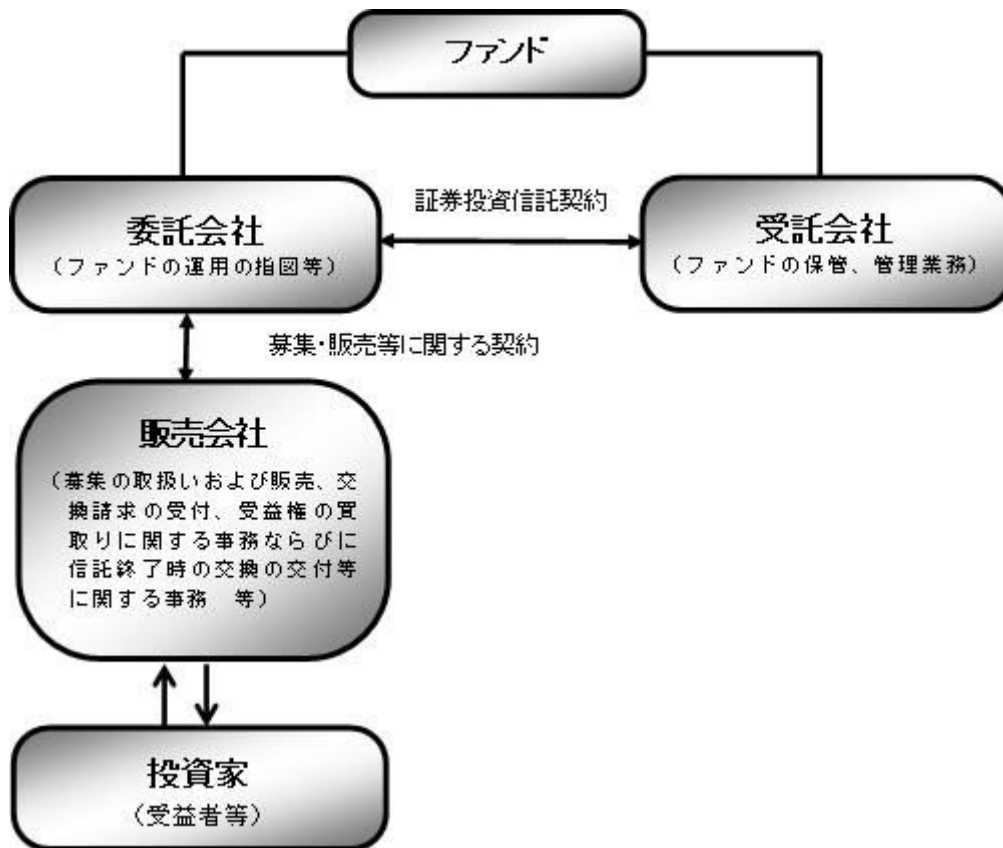 ファンド
証券投資信託契約
委託会社
(ファンドの運用の指図等)
受託会社
(ファンドの保管、管理業務)
募集・販売等に関する契約
販売会社
(募集の取扱いおよび販売、交
換請求の受付、受益権の買
取りに関する事務ならびに
信託終了時の交換の交付等
に関する事務　等)
投資家
(受益者等)